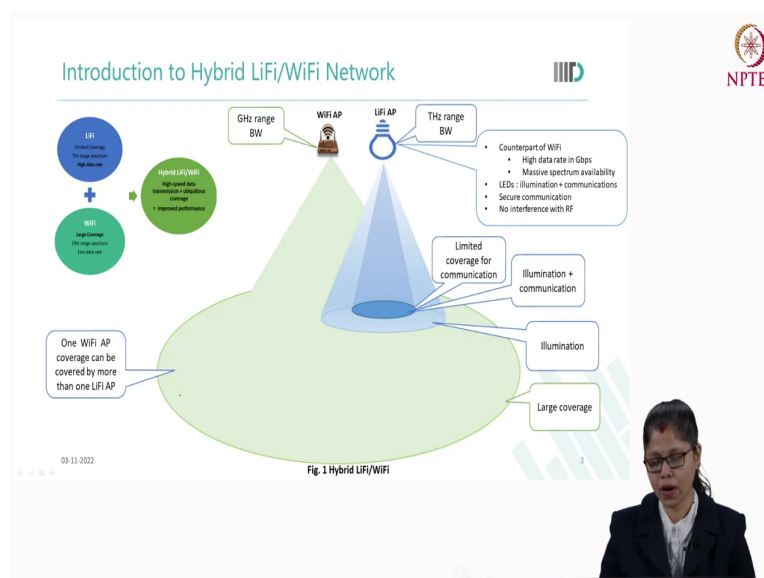 Introduction to Hybrid LiFi/WiFi Network
NPTE
LiFi
Limited Coverage
THz range spectrum
High data rate
WiFi
Large Coverage
GHz range spectrum
Low data rate
Hybrid LiFi/WiFi
High-speed data
transmission + ubiquitous
coverage
= Improved performance
GHz range
BW
WiFi AP
LiFi AP
THz range
BW
• Counterpart of WiFi
• High data rate in Gbps
• Massive spectrum availability
• LEDs : illumination + communications
• Secure communication
• No interference with RF
Limited
coverage for
communication
Illumination +
communication
Illumination
One WiFi AP
coverage can be
covered by more
than one LiFi AP
Large coverage
03-11-2022
3
Fig. 1 Hybrid LiFi/WiFi